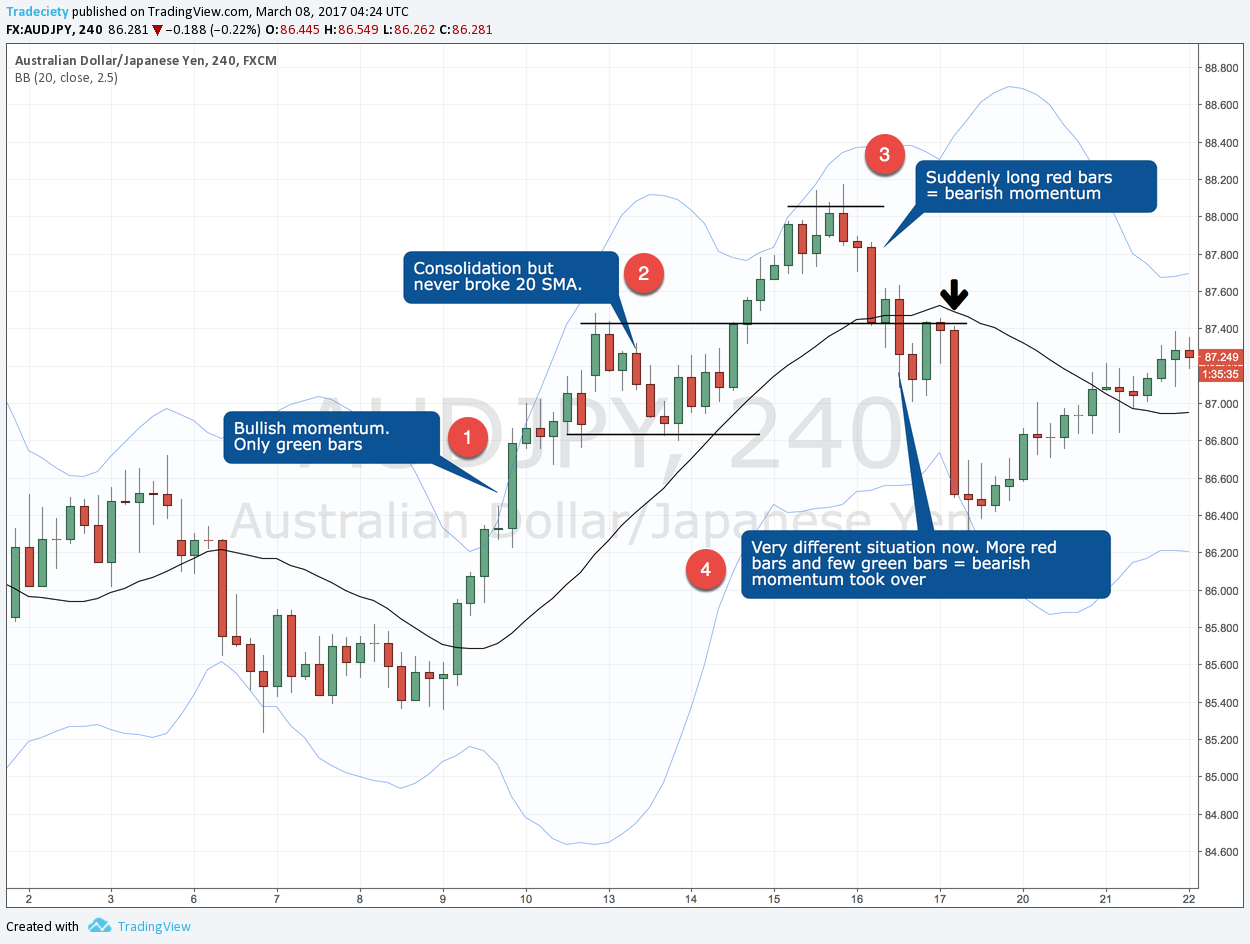 Tradeciety published on TradingView.com, March 08, 2017 04:24 UTC
FX:AUDJPY, 240 86.281 ▼ −0.188 (−0.22%) O:86.445 H:86.549 L:86.262 C:86.281
Australian Dollar/Japanese Yen, 240, FXCM
BB (20, close, 2.5)
88.800
88.600
88.400
3
Suddenly long red bars
= bearish momentum
88.200
88.000
87.800
Consolidation but
never broke 20 SMA.
2
87.600
87.400
87.249
1:35:35
87.000
AUDJPY, 240
Bullish momentum.
Only green bars
1
86.800
86.600
Australian Dollar/Japanese Yen
86.400
4
Very different situation now. More red
bars and few green bars = bearish
momentum took over
86.200
86.000
85.800
85.600
85.400
85.200
85.000
84.800
84.600
2 3 6 7 8 9 10 13 14 15 16 17 20 21 22
Created with TradingView